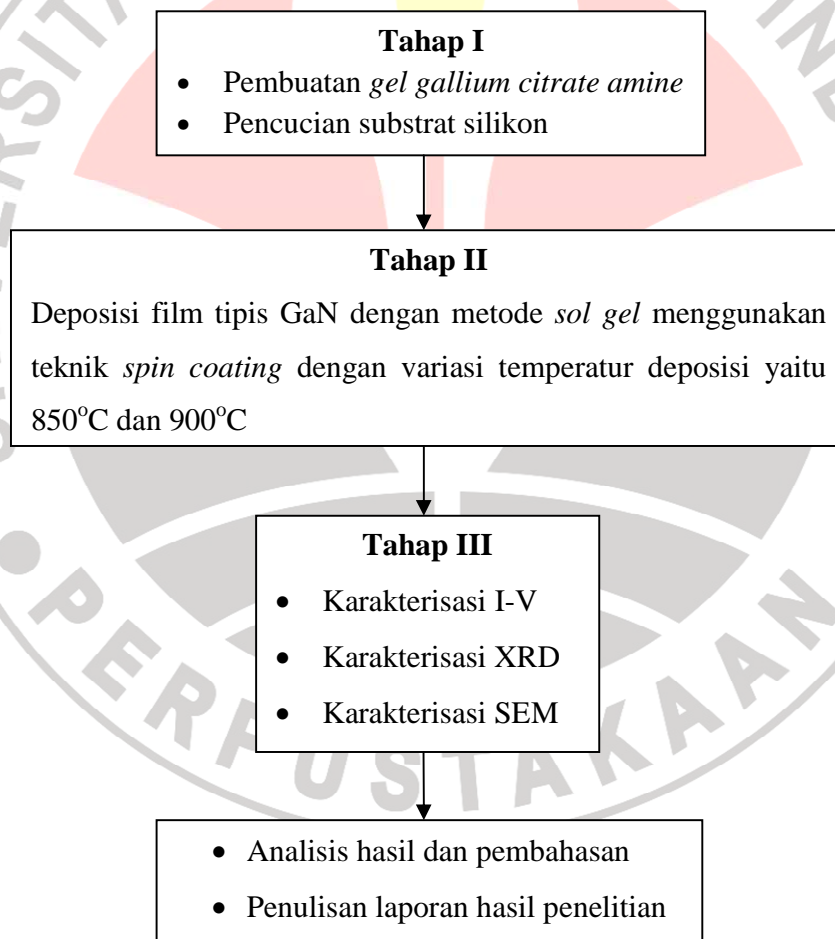 Tahap I
• Pembuatan gel gallium citrate amine
• Pencucian substrat silikon
Tahap II
Deposisi film tipis GaN dengan metode sol gel menggunakan
teknik spin coating dengan variasi temperatur deposisi yaitu
850°C dan 900°C
Tahap III
• Karakterisasi I-V
• Karakterisasi XRD
• Karakterisasi SEM
• Analisis hasil dan pembahasan
• Penulisan laporan hasil penelitian
PERPUSTAKAAN